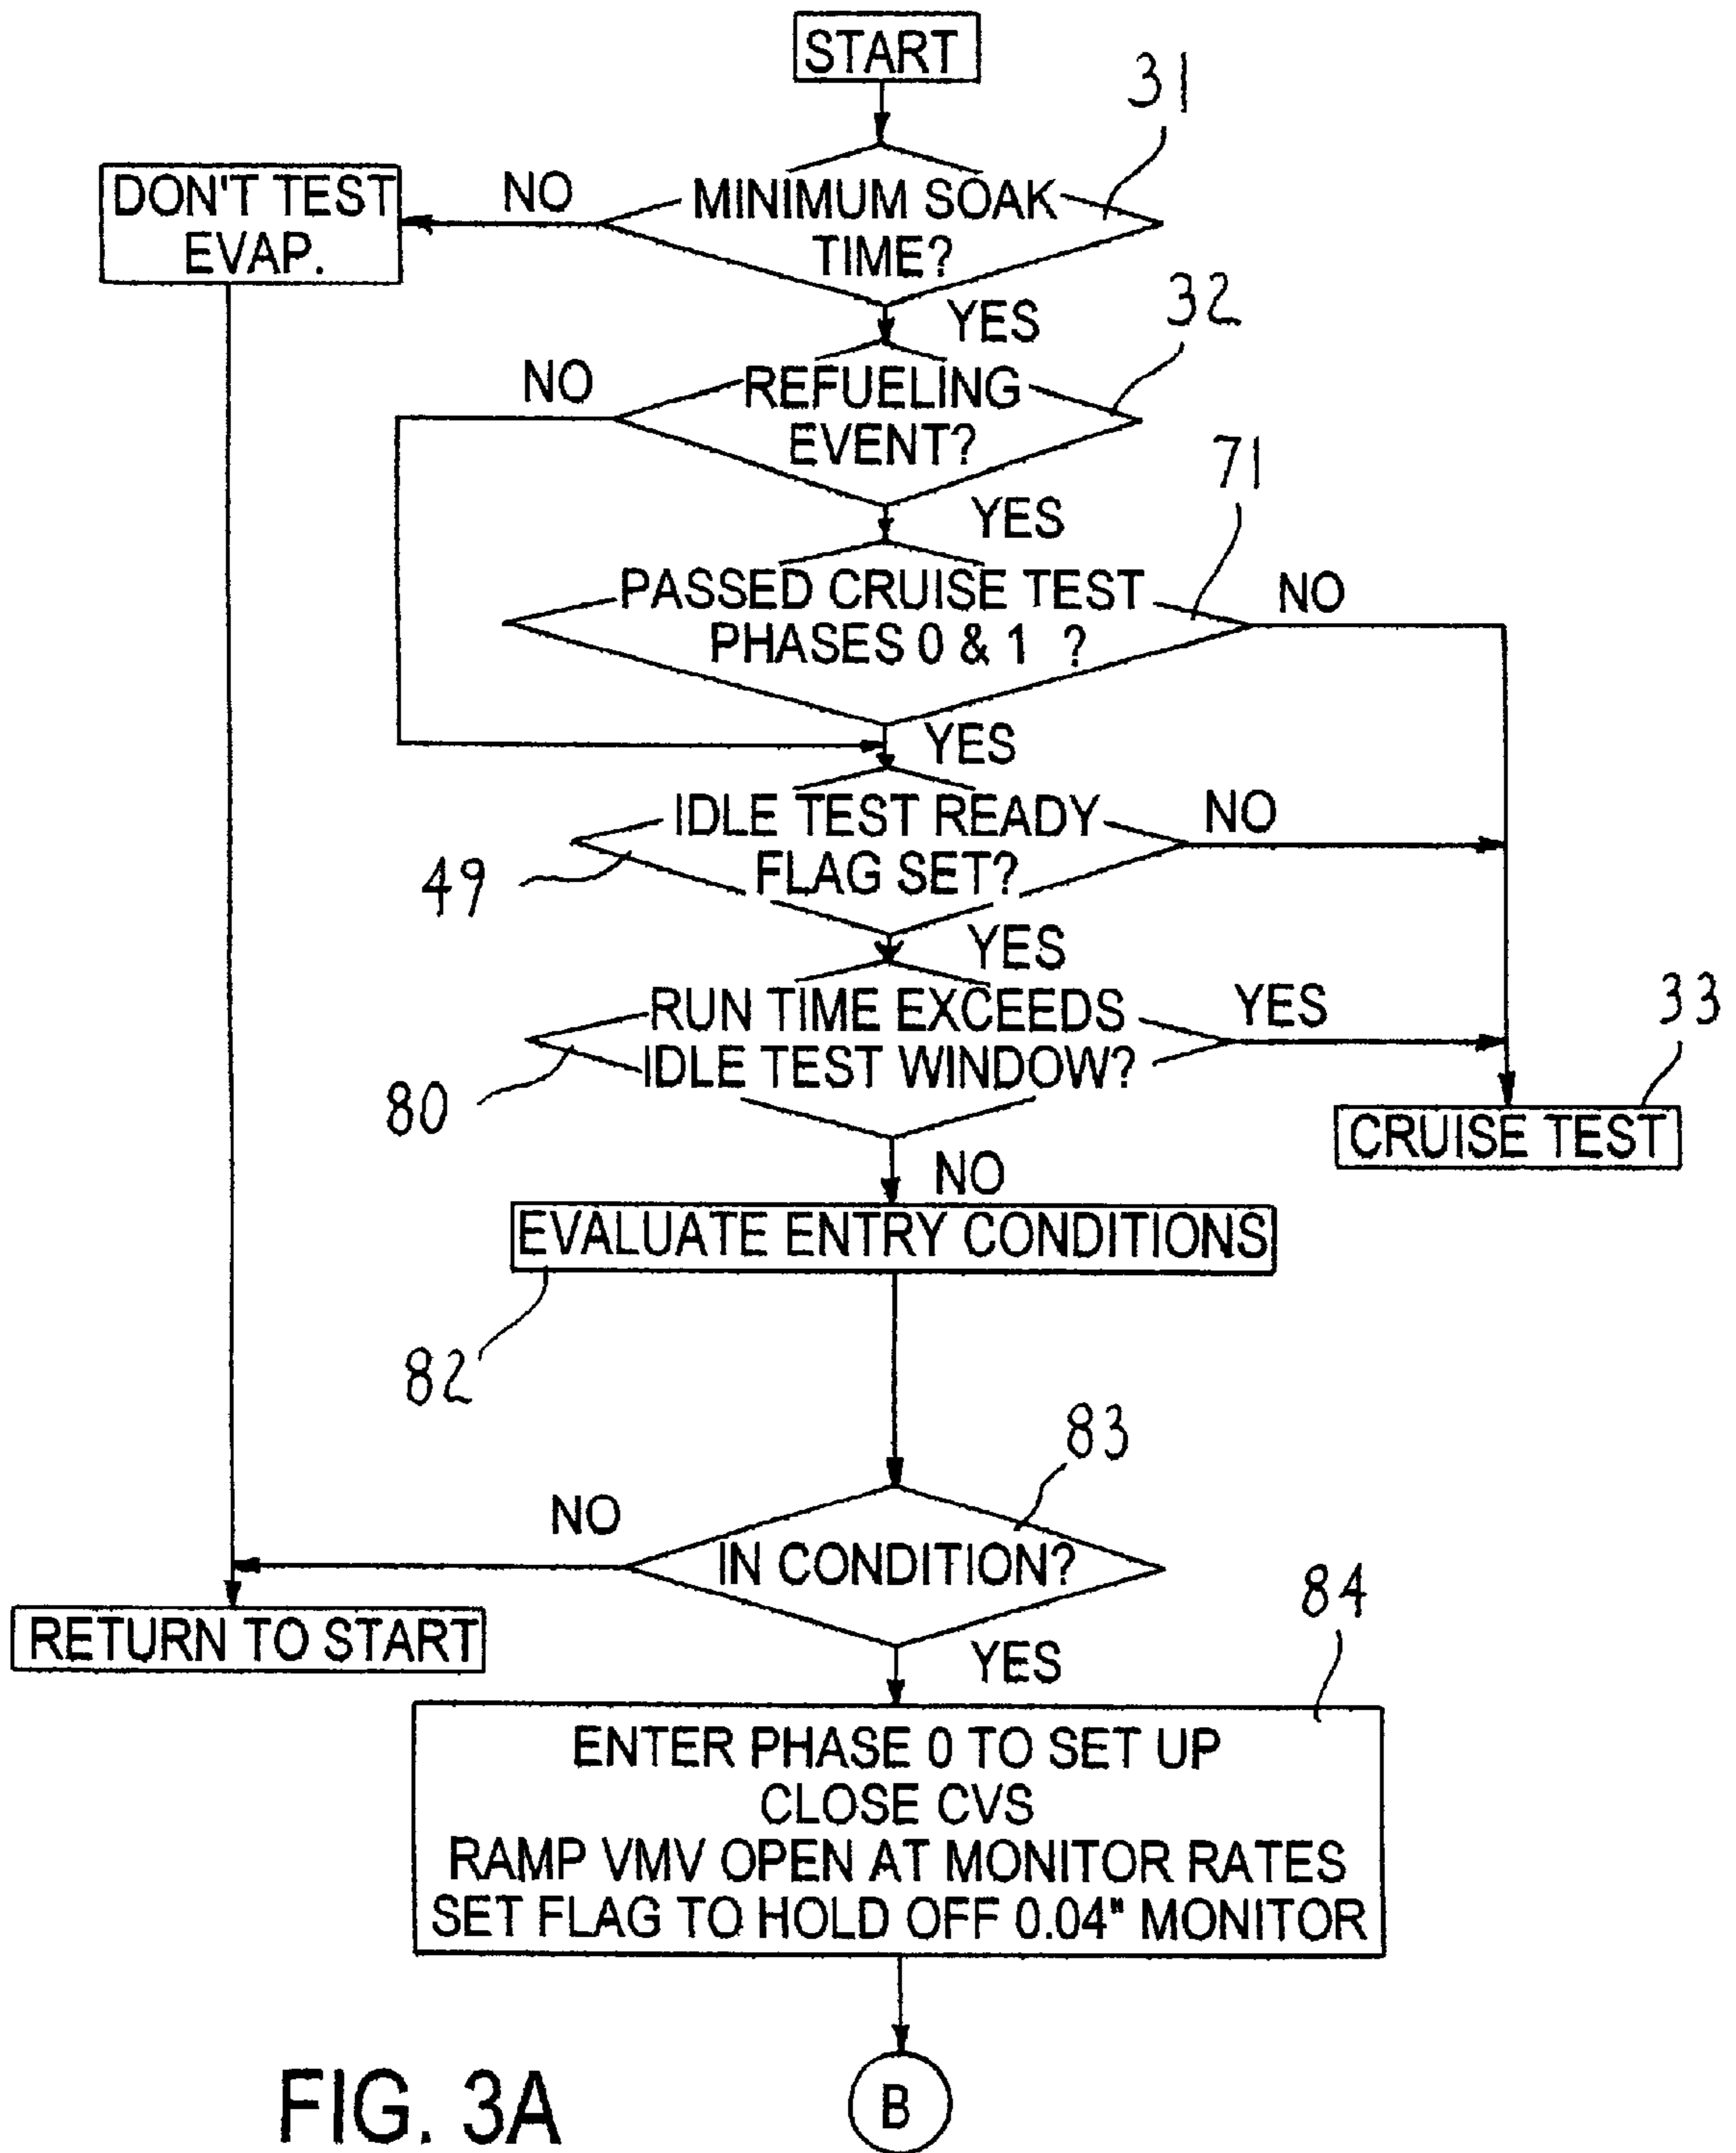 START
31
MINIMUM SOAK
TIME?
NO
DON'T TEST
EVAP.
YES
32
REFUELING
EVENT?
NO
YES
71
PASSED CRUISE TEST
PHASES 0 & 1 ?
NO
YES
IDLE TEST READY
FLAG SET?
NO
49
YES
RUN TIME EXCEEDS
IDLE TEST WINDOW?
YES
80
33
CRUISE TEST
NO
EVALUATE ENTRY CONDITIONS
82
83
IN CONDITION?
NO
RETURN TO START
YES
84
ENTER PHASE 0 TO SET UP
CLOSE CVS
RAMP VMV OPEN AT MONITOR RATES
SET FLAG TO HOLD OFF 0.04" MONITOR
B
FIG. 3A